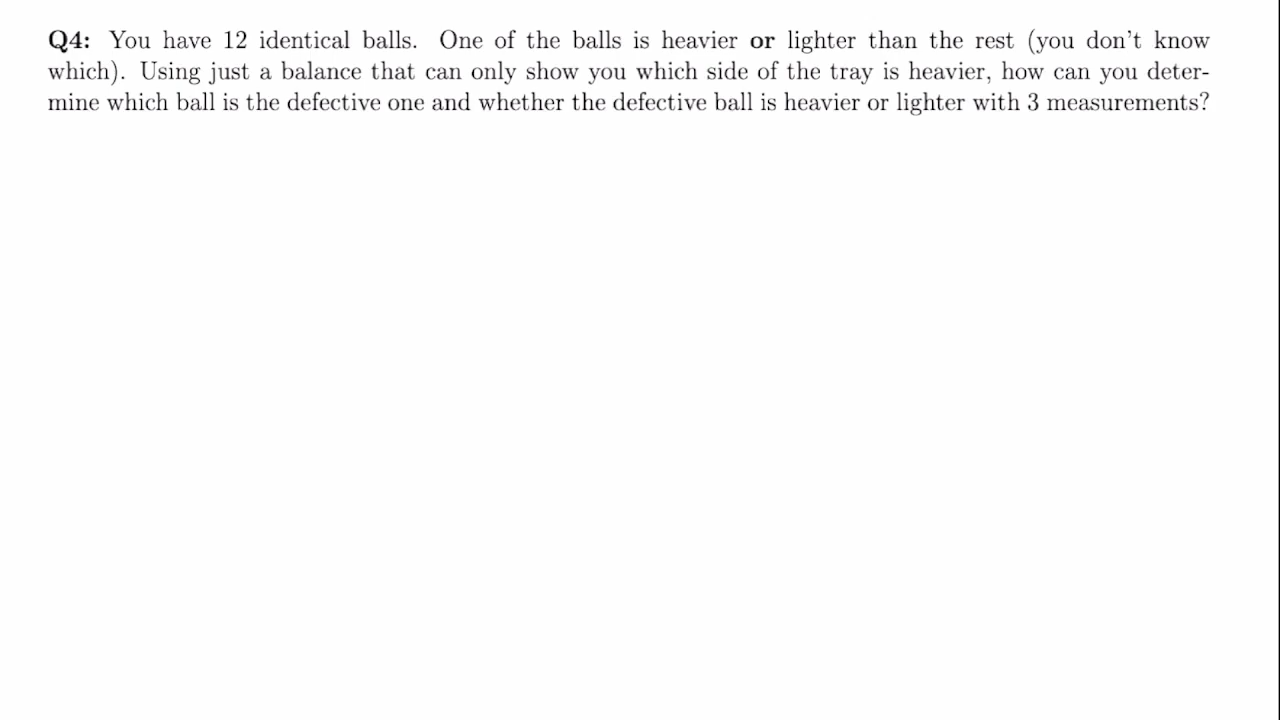 Q4: You have 12 identical balls. One of the balls is heavier or lighter than the rest (you don't know
which). Using just a balance that can only show you which side of the tray is heavier, how can you deter-
mine which ball is the defective one and whether the defective ball is heavier or lighter with 3 measurements?